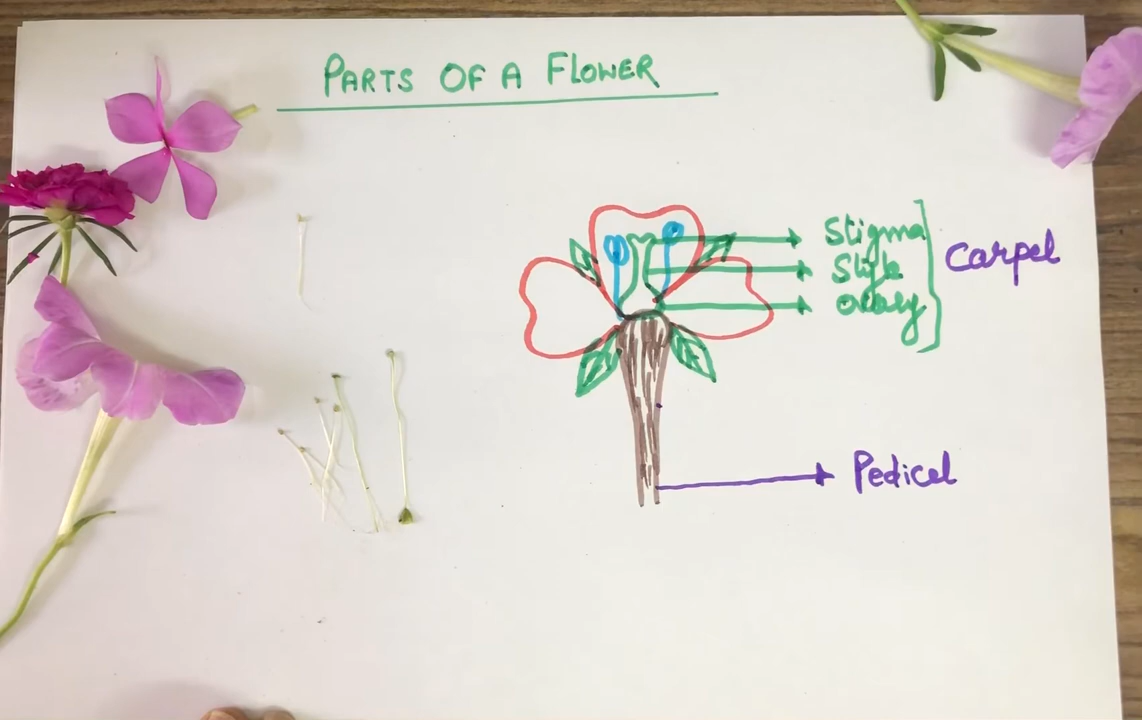 PARTS OF A FLOWER
Stigma
Style
ovary
Carpel
Pedicel